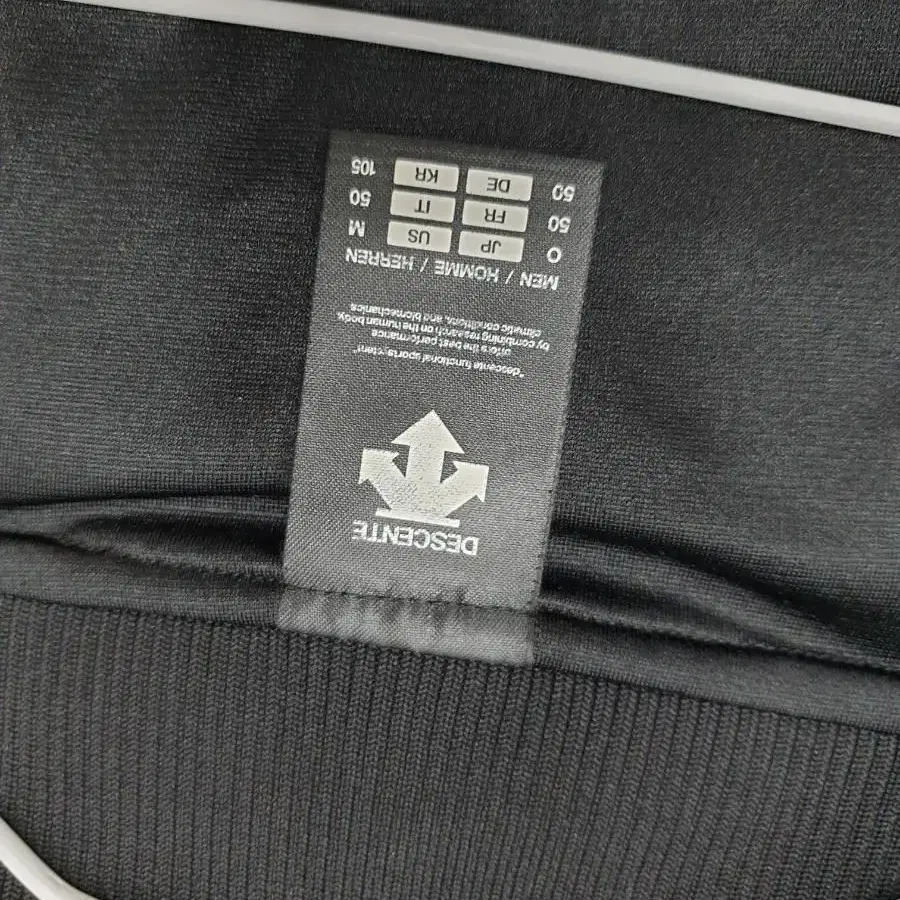 DESCENTE
"descente functional sports
offers the best performance
by combining research on the human body,
climatic conditions, and biomechanics
MEN / HOMME / HERREN
O JP US M
50 FR IT 50
50 DE KR 105